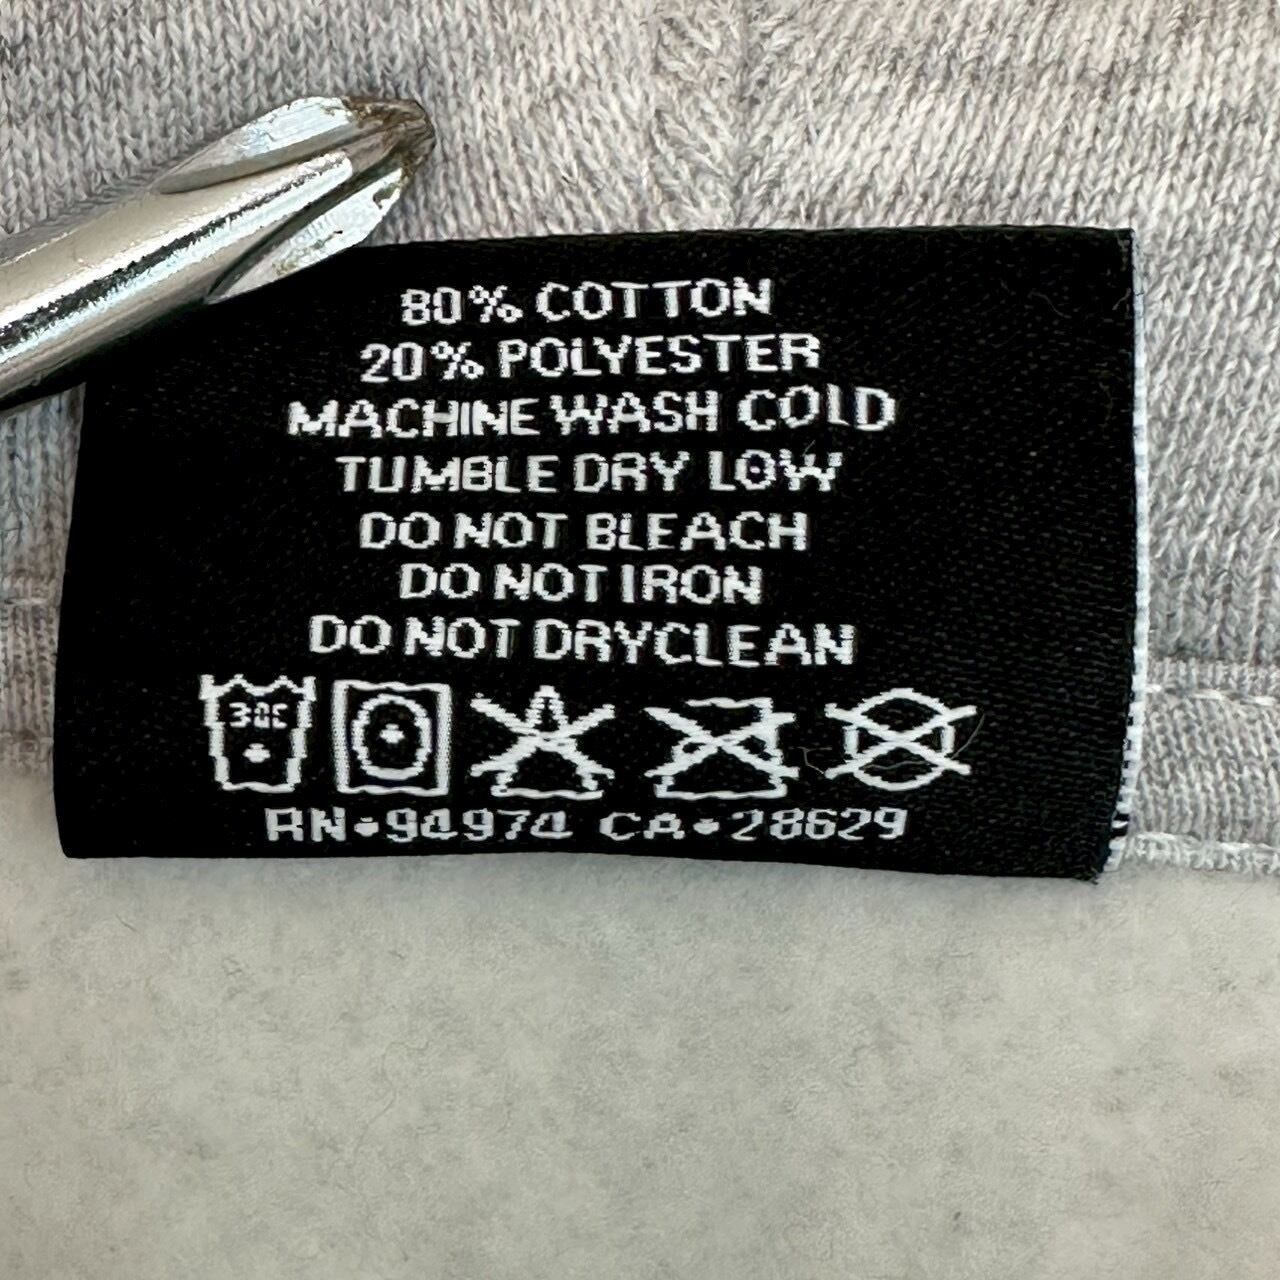 80% COTTON
20% POLYESTER
MACHINE WASH COLD
TUMBLE DRY LOW
DO NOT BLEACH
DO NOT IRON
DO NOT DRYCLEAN
30C
RN•94974 CA•28629